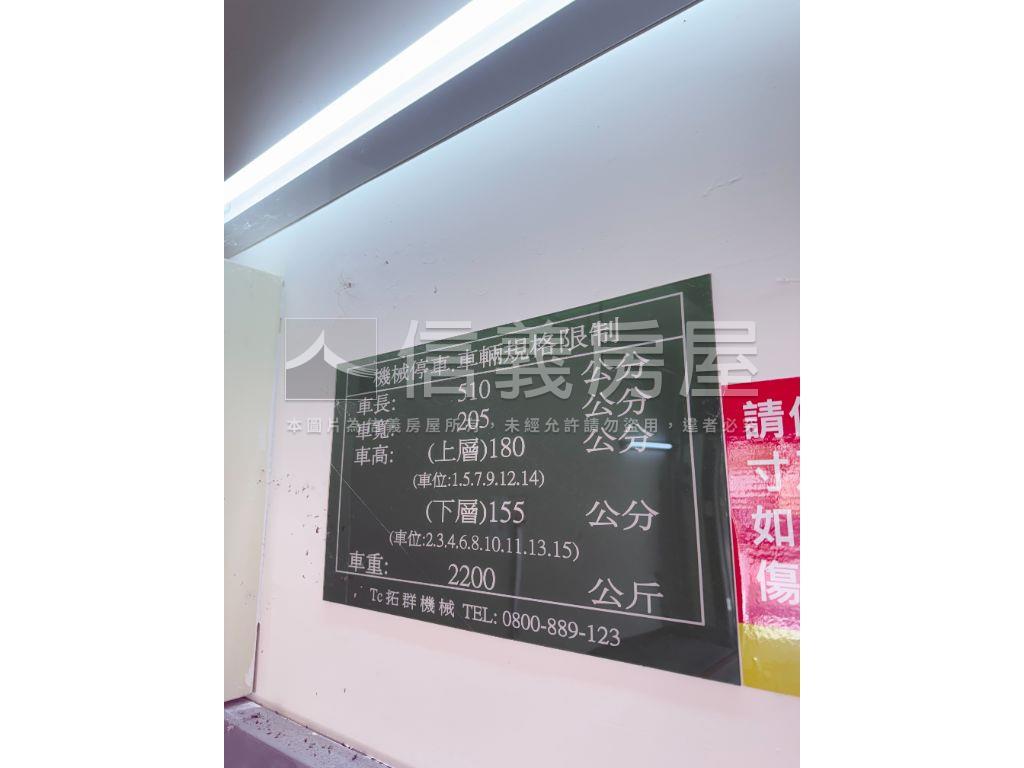 機械停車.車輛規格限制
車長: 510 公分
車寬: 205 公分
車高: (上層)180 公分
(車位:1.5.7.9.12.14)
(下層)155 公分
(車位:2.3.4.6.8.10.11.13.15)
車重: 2200 公斤
Tc拓群機械 TEL: 0800-889-123
信義房屋
本圖片為信義房屋所有，未經允許請勿盜用，違者必究
請
寸
如
傷